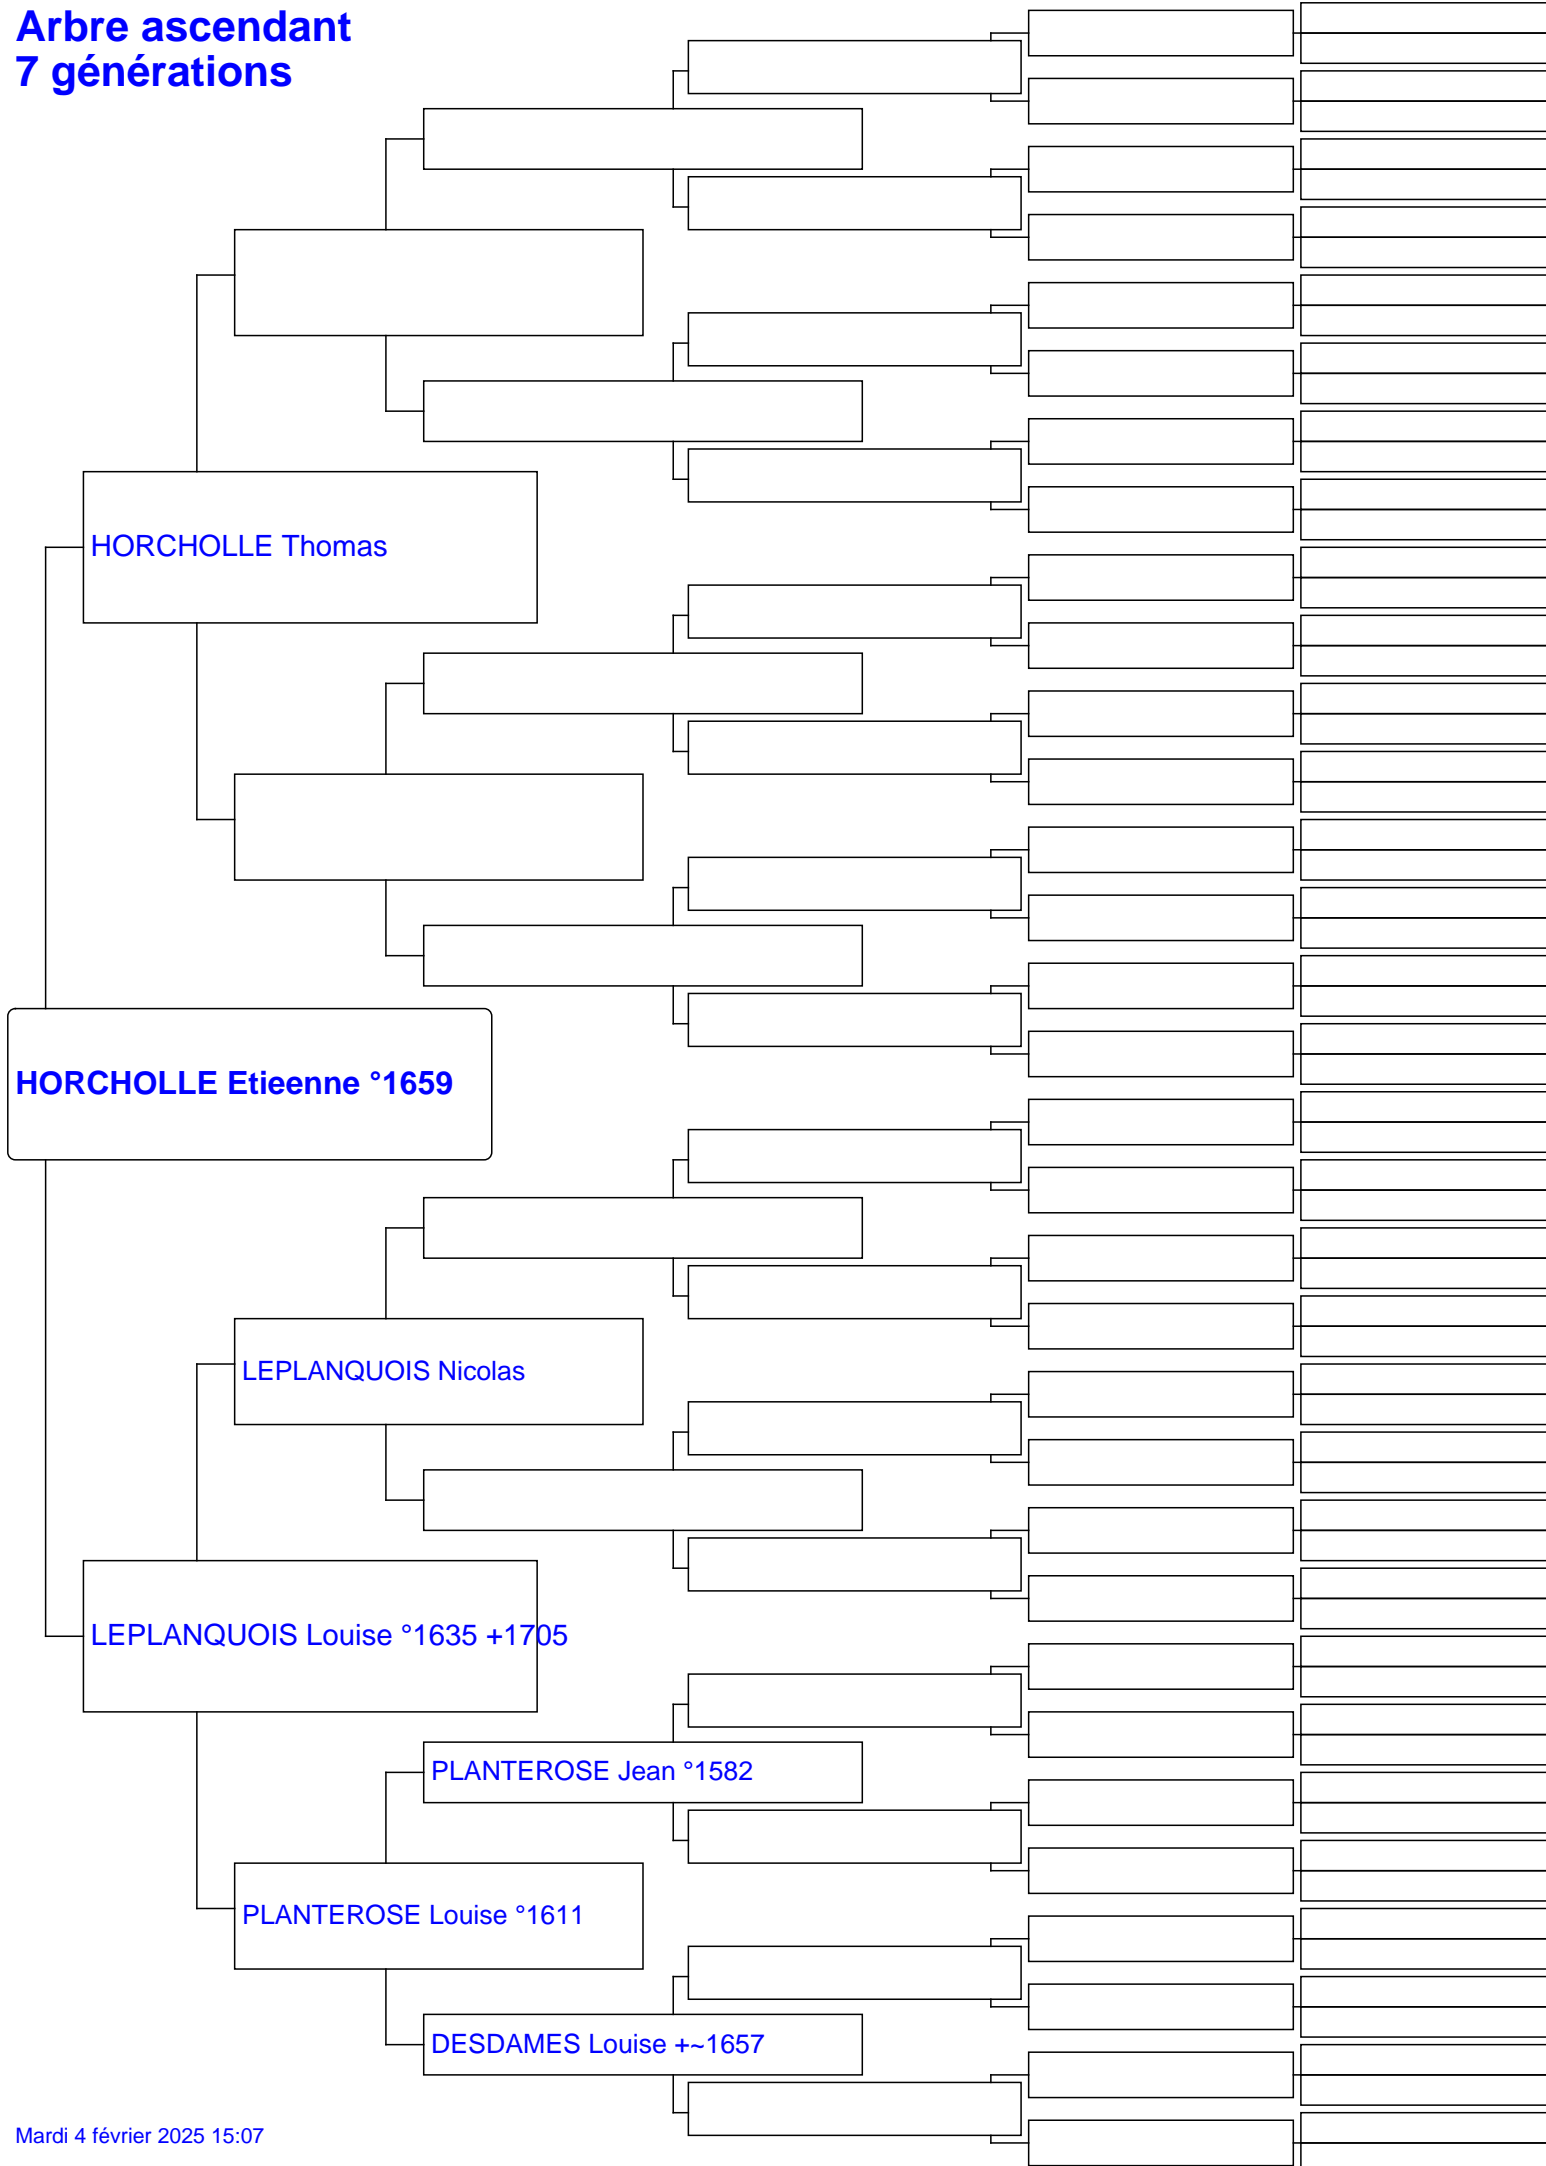 Arbre ascendant
7 générations
HORCHOLLE Thomas
HORCHOLLE Etieenne °1659
LEPLANQUOIS Nicolas
LEPLANQUOIS Louise °1635 +1705
PLANTEROSE Jean °1582
PLANTEROSE Louise °1611
DESDAMES Louise +~1657
Mardi 4 février 2025 15:07